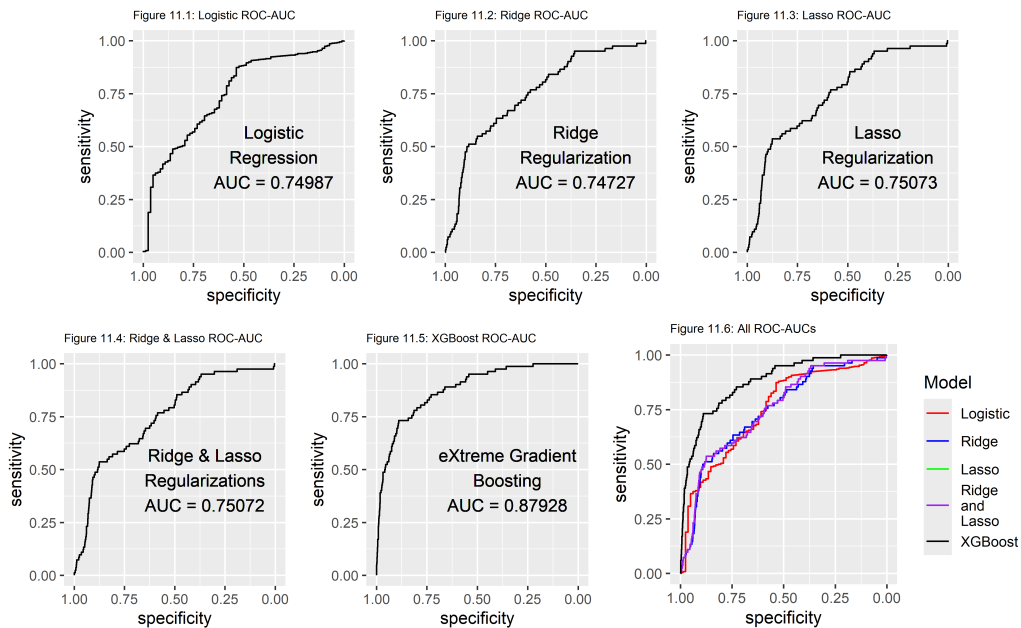 Figure 11.1: Logistic ROC-AUC
1.00
0.75
0.50
0.25
0.00
sensitivity
Logistic
Regression
AUC = 0.74987
1.00 0.75 0.50 0.25 0.00
specificity
Figure 11.2: Ridge ROC-AUC
1.00
0.75
0.50
0.25
0.00
sensitivity
Ridge
Regularization
AUC = 0.74727
1.00 0.75 0.50 0.25 0.00
specificity
Figure 11.3: Lasso ROC-AUC
1.00
0.75
0.50
0.25
0.00
sensitivity
Lasso
Regularization
AUC = 0.75073
1.00 0.75 0.50 0.25 0.00
specificity
Figure 11.4: Ridge & Lasso ROC-AUC
1.00
0.75
0.50
0.25
0.00
sensitivity
Ridge & Lasso
Regularizations
AUC = 0.75072
1.00 0.75 0.50 0.25 0.00
specificity
Figure 11.5: XGBoost ROC-AUC
1.00
0.75
0.50
0.25
0.00
sensitivity
eXtreme Gradient
Boosting
AUC = 0.87928
1.00 0.75 0.50 0.25 0.00
specificity
Figure 11.6: All ROC-AUCs
1.00
0.75
0.50
0.25
0.00
sensitivity
1.00 0.75 0.50 0.25 0.00
specificity
Model
Logistic
Ridge
Lasso
Ridge
and
Lasso
XGBoost